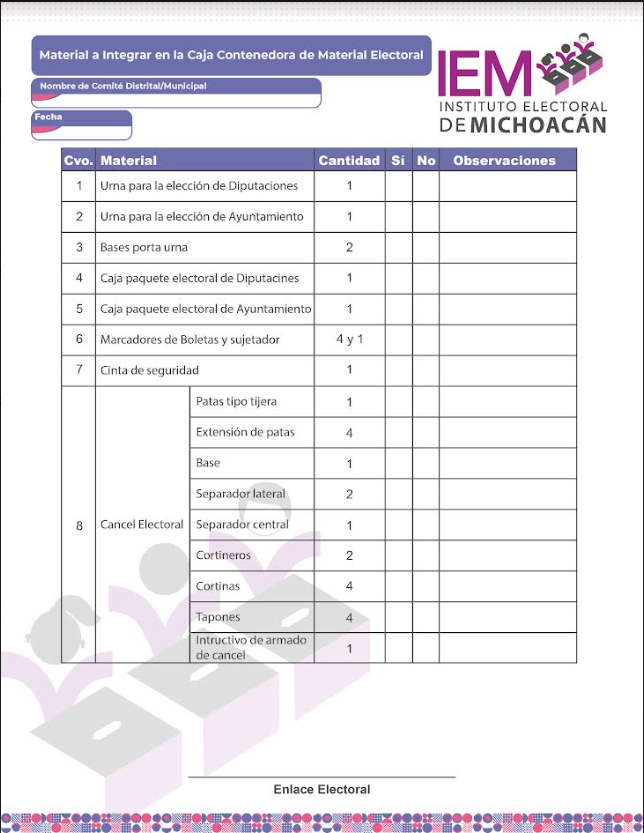 Material a Integrar en la Caja Contenedora de Material Electoral
Nombre de Comité Distrital/Municipal
Fecha
IEM
INSTITUTO ELECTORAL
DE MICHOACÁN
Cvo. Material Cantidad Sí No Observaciones
1 Urna para la elección de Diputaciones 1
2 Urna para la elección de Ayuntamiento 1
3 Bases porta urna 2
4 Caja paquete electoral de Diputacines 1
5 Caja paquete electoral de Ayuntamiento 1
6 Marcadores de Boletas y sujetador 4 y 1
7 Cinta de seguridad 1
8 Cancel Electoral
Patas tipo tijera 1
Extensión de patas 4
Base 1
Separador lateral 2
Separador central 1
Cortineros 2
Cortinas 4
Tapones 4
Intructivo de armado
de cancel 1
Enlace Electoral